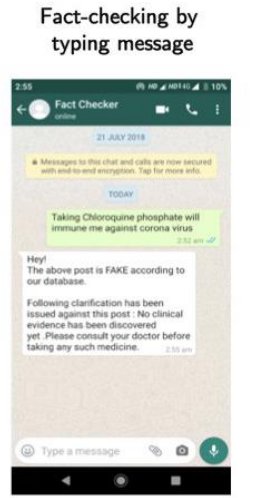 Fact-checking by
typing message
2:55
10%
Fact Checker
online
21 JULY 2018
Messages to this chat and calls are now secured
with end-to-end encryption. Tap for more info.
TODAY
Taking Chloroquine phosphate will
immune me against corona virus
2:52 am
Hey!
The above post is FAKE according to
our database.
Following clarification has been
issued against this post : No clinical
evidence has been discovered
yet .Please consult your doctor before
taking any such medicine.
2:55 am
Type a message